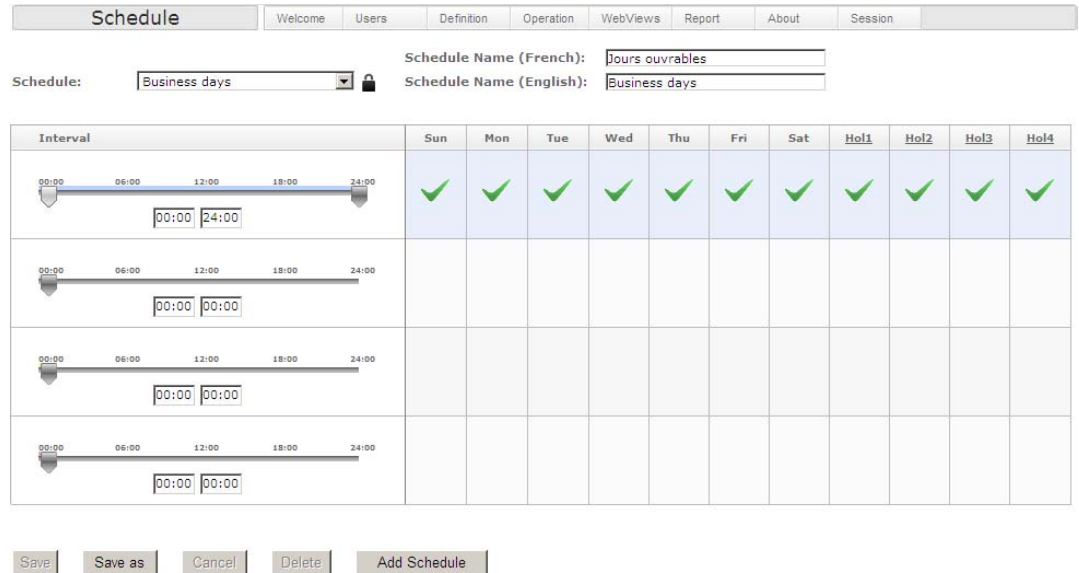 Schedule Welcome Users Definition Operation WebViews Report About Session
Schedule Name (French): Jours ouvrables
Schedule: Business days Schedule Name (English): Business days
Interval Sun Mon Tue Wed Thu Fri Sat Hol1 Hol2 Hol3 Hol4
00:00 06:00 12:00 18:00 24:00
00:00 24:00
00:00 06:00 12:00 18:00 24:00
00:00 00:00
00:00 06:00 12:00 18:00 24:00
00:00 00:00
00:00 06:00 12:00 18:00 24:00
00:00 00:00
Save Save as Cancel Delete Add Schedule